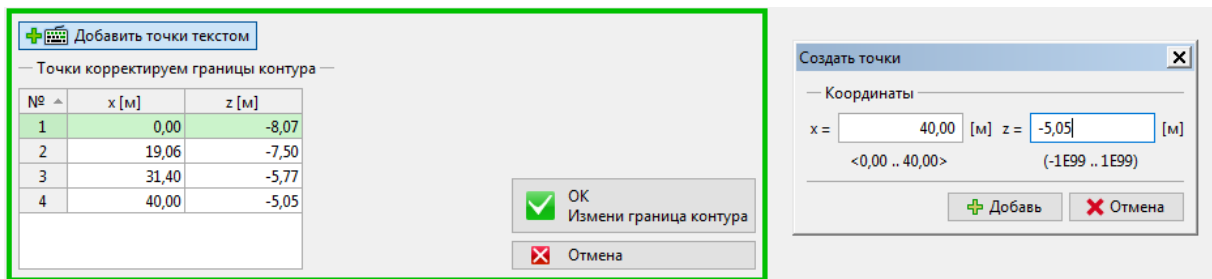 Добавить точки текстом
Точки корректируем границы контура
№ x [м] z [м]
1 0,00 -8,07
2 19,06 -7,50
3 31,40 -5,77
4 40,00 -5,05
OK
Измени граница контура
Отмена
Создать точки
Координаты
x = 40,00 [м] z = -5,05 [м]
<0,00 .. 40,00> (-1E99 .. 1E99)
Добавь Отмена